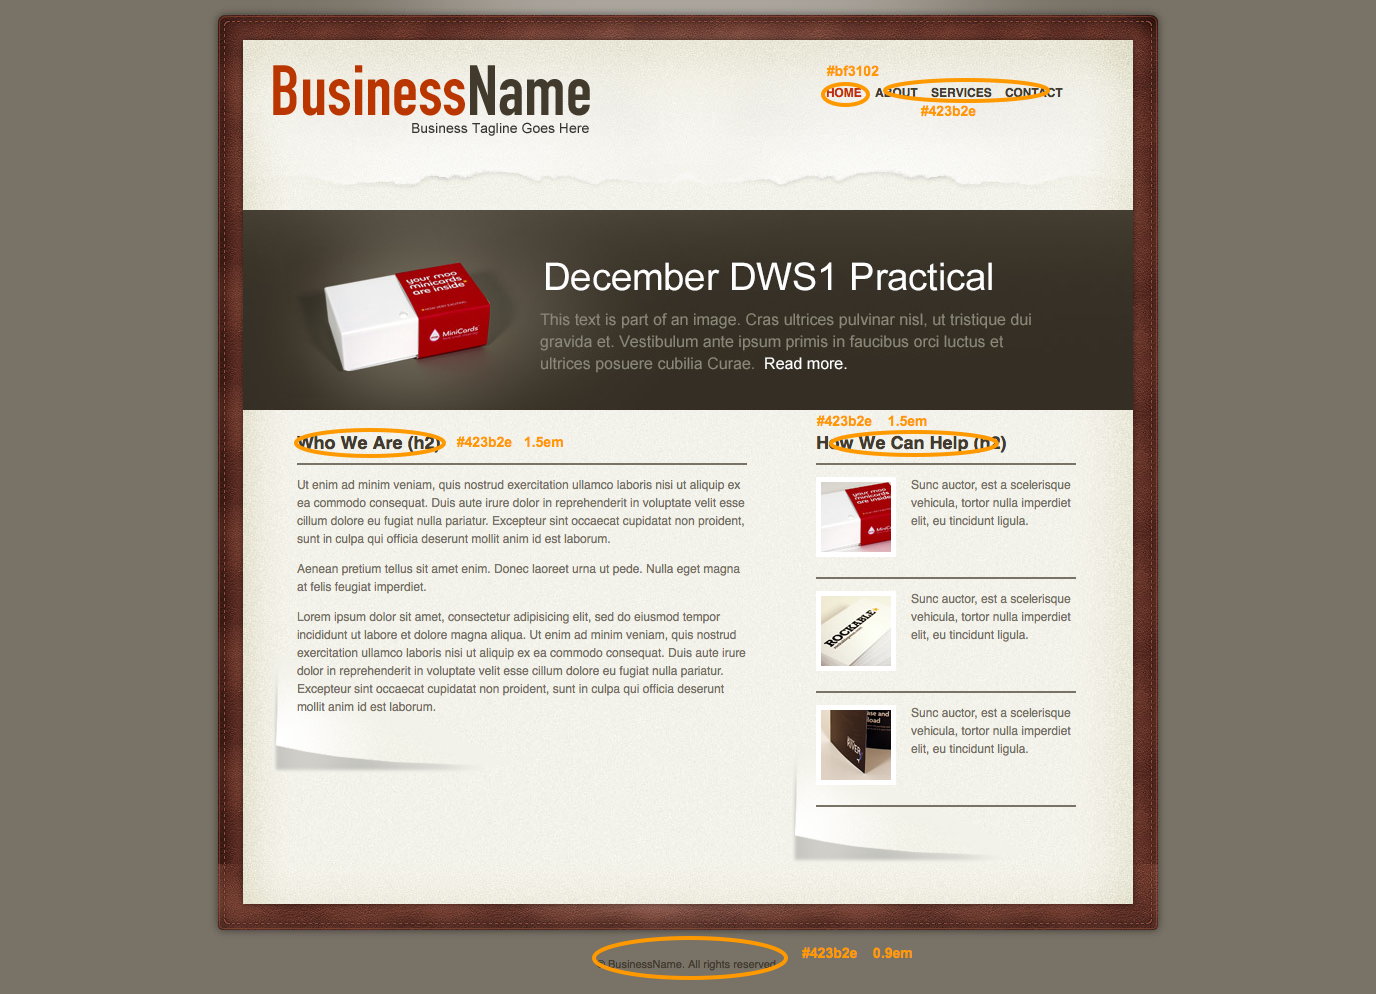 BusinessName
Business Tagline Goes Here
#bf3102
HOME ABOUT SERVICES CONTACT
#423b2e
your moo
minicards
are inside
MiniCards
December DWS1 Practical
This text is part of an image. Cras ultrices pulvinar nisl, ut tristique dui
gravida et. Vestibulum ante ipsum primis in faucibus orci luctus et
ultrices posuere cubilia Curae. Read more.
Who We Are (h2) #423b2e 1.5em
Ut enim ad minim veniam, quis nostrud exercitation ullamco laboris nisi ut aliquip ex
ea commodo consequat. Duis aute irure dolor in reprehenderit in voluptate velit esse
cillum dolore eu fugiat nulla pariatur. Excepteur sint occaecat cupidatat non proident,
sunt in culpa qui officia deserunt mollit anim id est laborum.
Aenean pretium tellus sit amet enim. Donec laoreet urna ut pede. Nulla eget magna
at felis feugiat imperdiet.
Lorem ipsum dolor sit amet, consectetur adipisicing elit, sed do eiusmod tempor
incididunt ut labore et dolore magna aliqua. Ut enim ad minim veniam, quis nostrud
exercitation ullamco laboris nisi ut aliquip ex ea commodo consequat. Duis aute irure
dolor in reprehenderit in voluptate velit esse cillum dolore eu fugiat nulla pariatur.
Excepteur sint occaecat cupidatat non proident, sunt in culpa qui officia deserunt
mollit anim id est laborum.
#423b2e 1.5em
How We Can Help (h2)
your moo
minicards
are inside
MiniC
Sunc auctor, est a scelerisque
vehicula, tortor nulla imperdiet
elit, eu tincidunt ligula.
ROCKABLE
Sunc auctor, est a scelerisque
vehicula, tortor nulla imperdiet
elit, eu tincidunt ligula.
ase and
load
RIVER
Sunc auctor, est a scelerisque
vehicula, tortor nulla imperdiet
elit, eu tincidunt ligula.
© BusinessName. All rights reserved.
#423b2e 0.9em